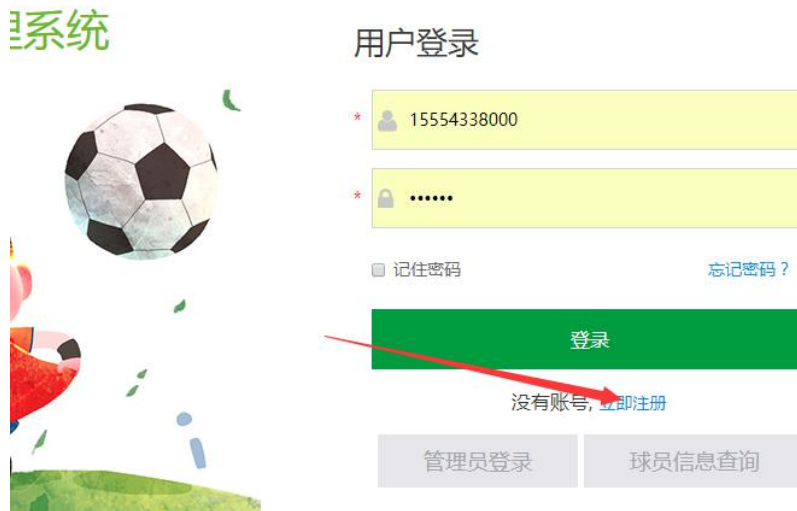 理系统
用户登录
* 15554338000
* ••••••
记住密码 忘记密码？
登录
没有账号, 立即注册
管理员登录 球员信息查询